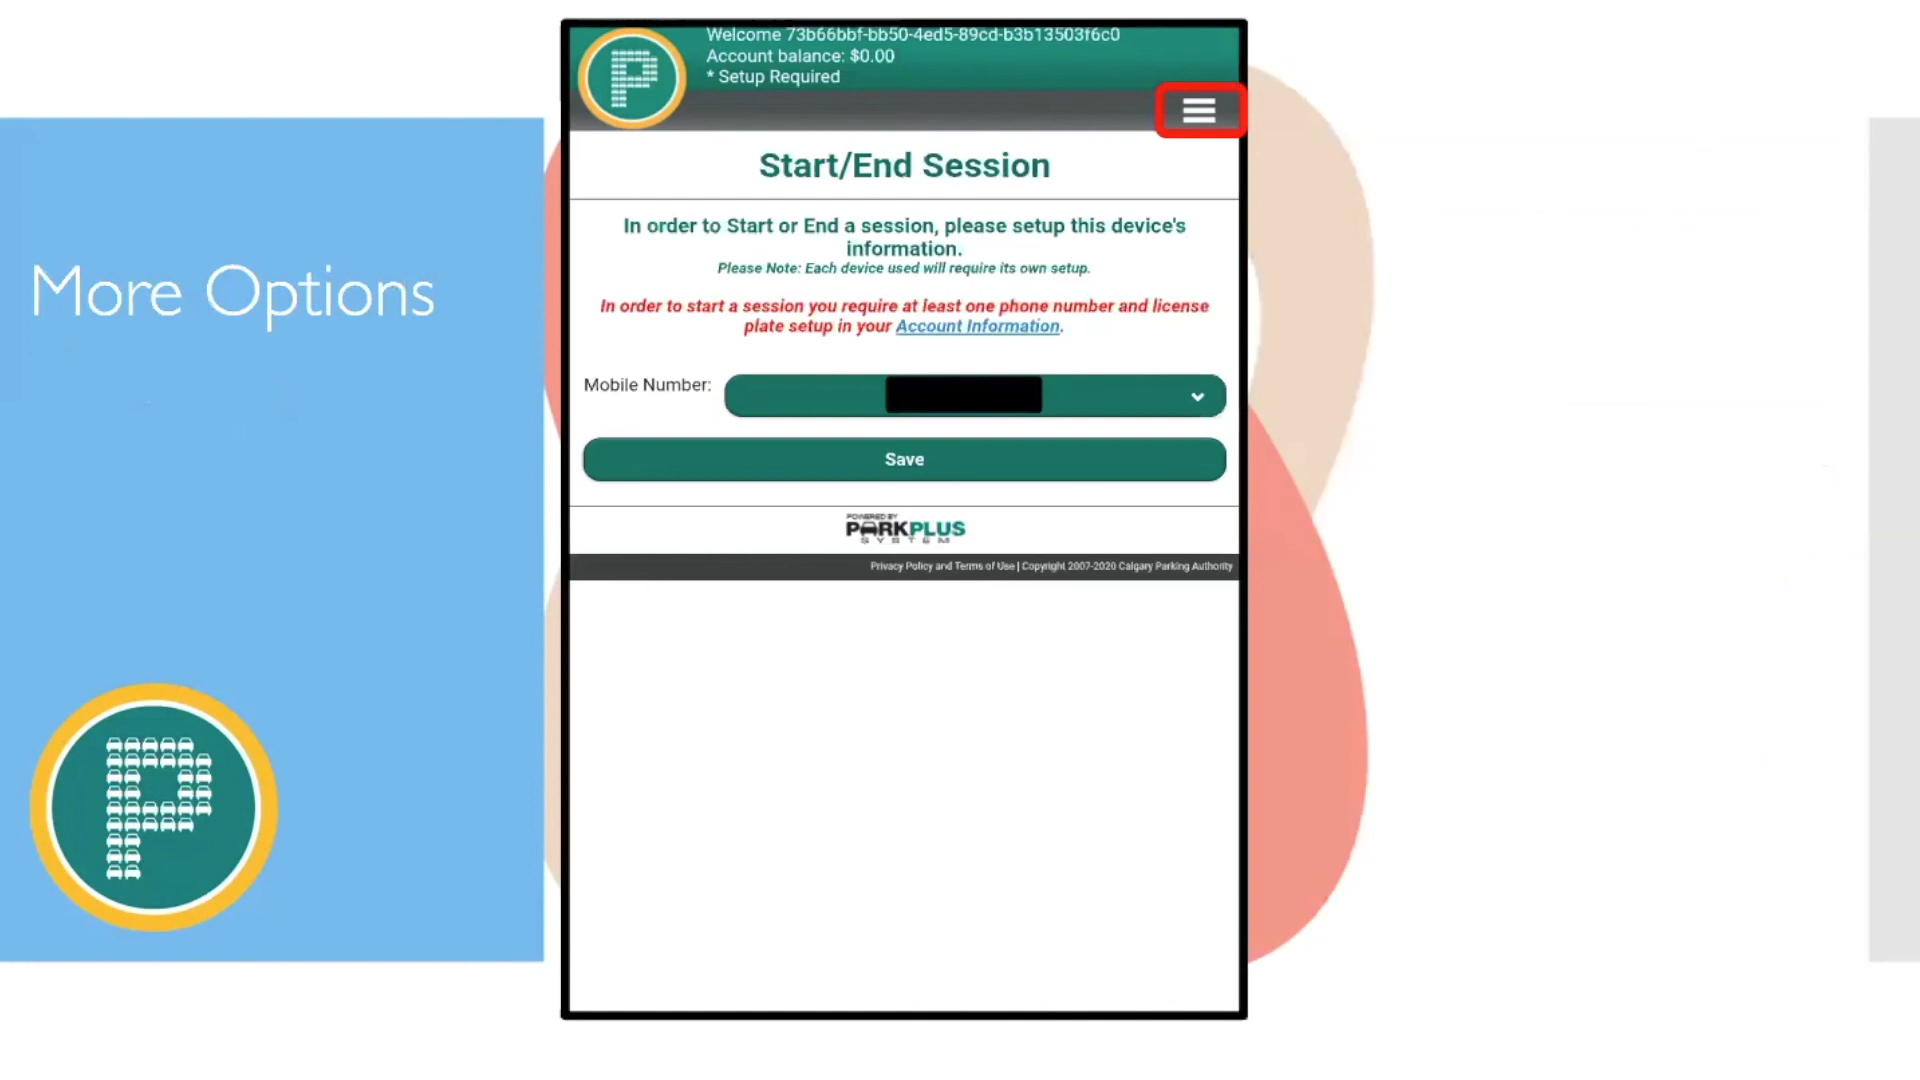 More Options
Welcome 73b66bbf-bb50-4ed5-89cd-b3b13503f6c0
Account balance: $0.00
* Setup Required
Start/End Session
In order to Start or End a session, please setup this device's
information.
Please Note: Each device used will require its own setup.
In order to start a session you require at least one phone number and license
plate setup in your Account Information.
Mobile Number:
Save
POWERED BY
PARKPLUS
SYSTEM
Privacy Policy and Terms of Use | Copyright 2007-2020 Calgary Parking Authority